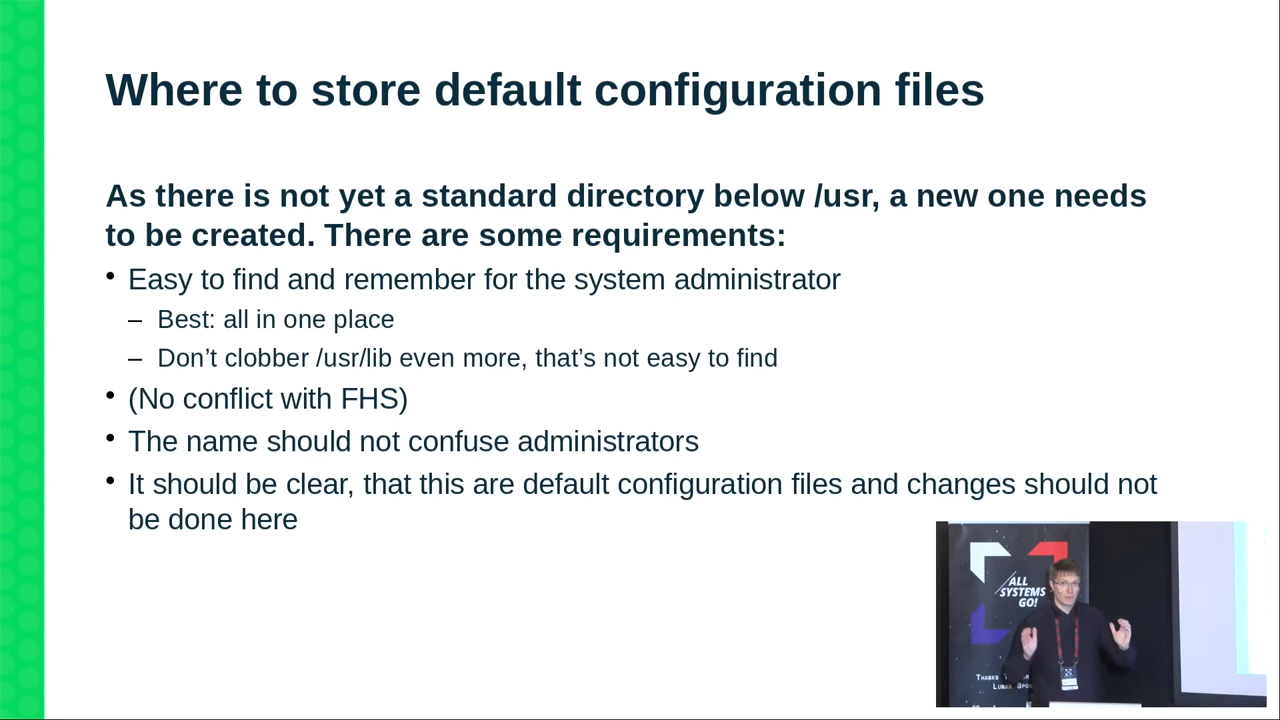 Where to store default configuration files
As there is not yet a standard directory below /usr, a new one needs
to be created. There are some requirements:
• Easy to find and remember for the system administrator
– Best: all in one place
– Don’t clobber /usr/lib even more, that’s not easy to find
• (No conflict with FHS)
• The name should not confuse administrators
• It should be clear, that this are default configuration files and changes should not
be done here
ALL
SYSTEMS
GO!